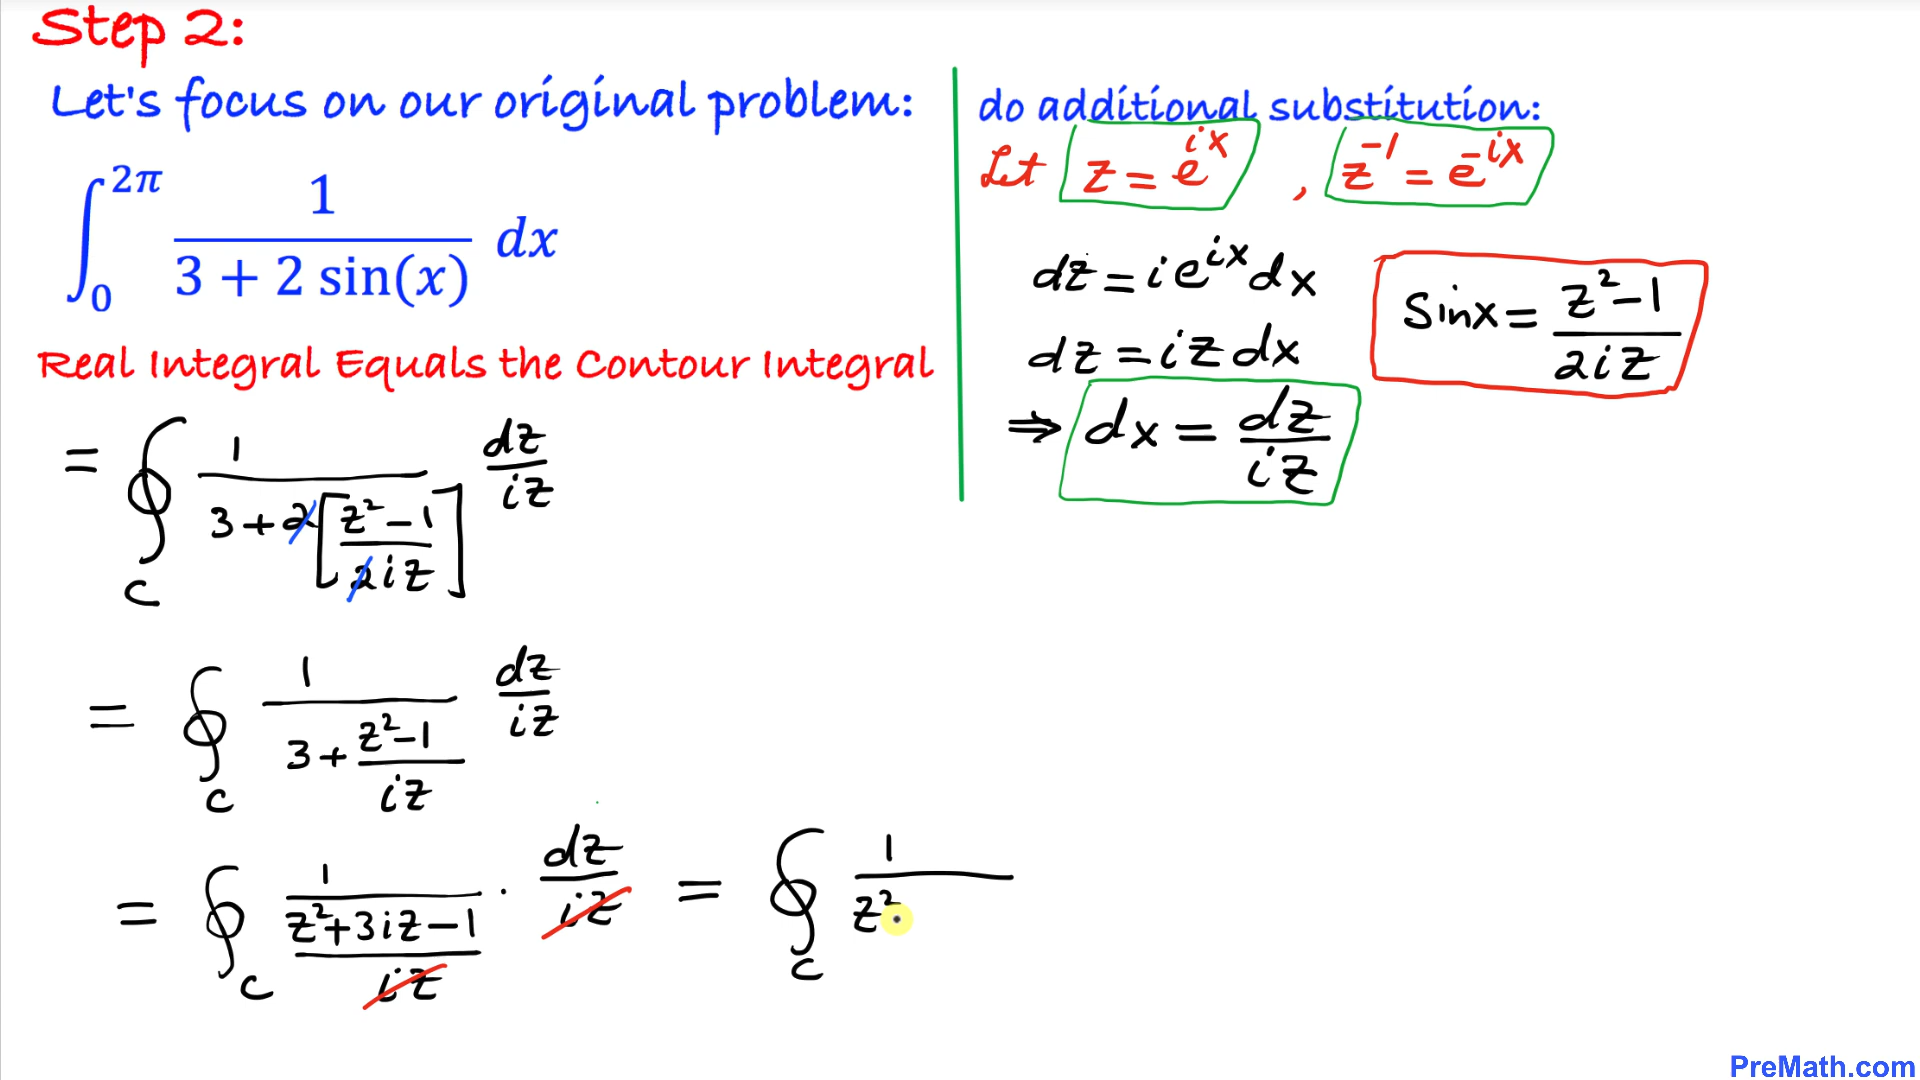 Step 2:
Let's focus on our original problem:
∫₀^2π 1/(3 + 2 sin(x)) dx
Real Integral Equals the Contour Integral
= ∮_C 1/(3+2[(z²-1)/(2iz)]) dz/iz
= ∮_C 1/(3+(z²-1)/(iz)) dz/iz
= ∮_C 1/((z²+3iz-1)/(iz)) · dz/iz = ∮_C 1/z²
do additional substitution:
Let z = e^ix , z^-1 = e^-ix
dz = i e^ix dx
dz = iz dx
Sinx = (z²-1)/(2iz)
⇒ dx = dz/iz
PreMath.com